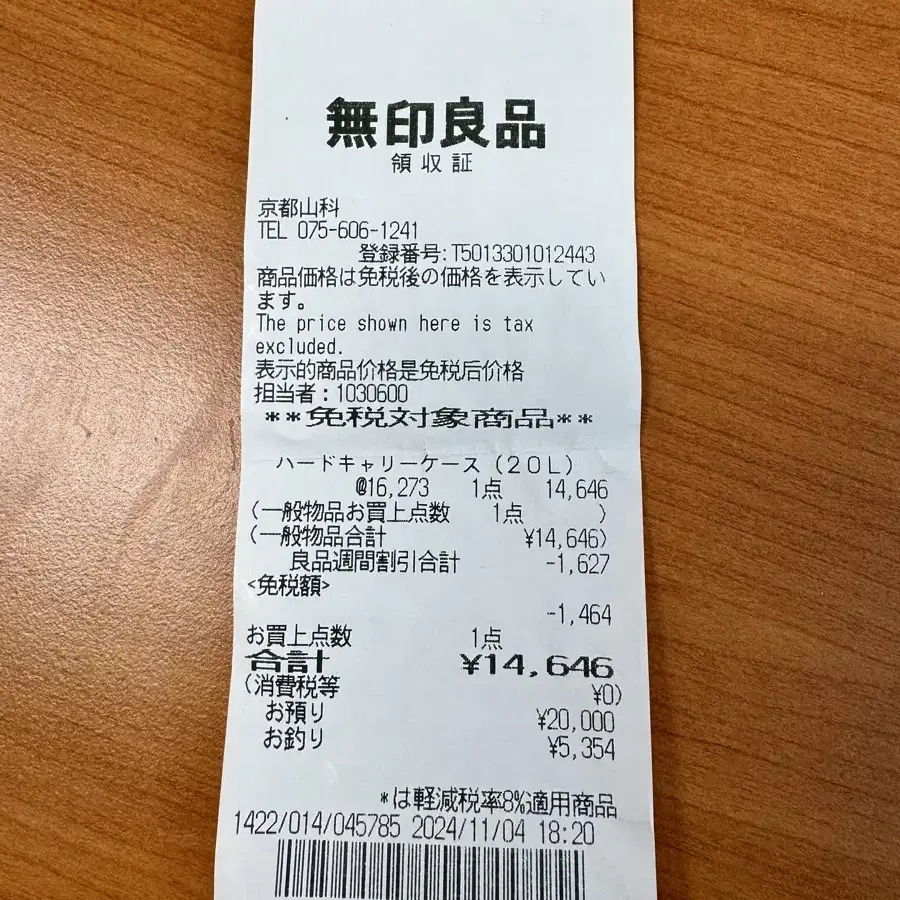 無印良品
領収証
京都山科
TEL 075-606-1241
登録番号:T5013301012443
商品価格は免税後の価格を表示してい
ます。
The price shown here is tax
excluded.
表示的商品价格是免税后价格
担当者：1030600
**免税対象商品**
ハードキャリーケース（２０Ｌ）
@16,273 1点 14,646
(一般物品お買上点数 1点 )
(一般物品合計 ¥14,646)
良品週間割引合計 -1,627
<免税額>
-1,464
お買上点数 1点
合計 ¥14,646
(消費税等 ¥0)
お預り ¥20,000
お釣り ¥5,354
*は軽減税率8%適用商品
1422/014/045785 2024/11/04 18:20